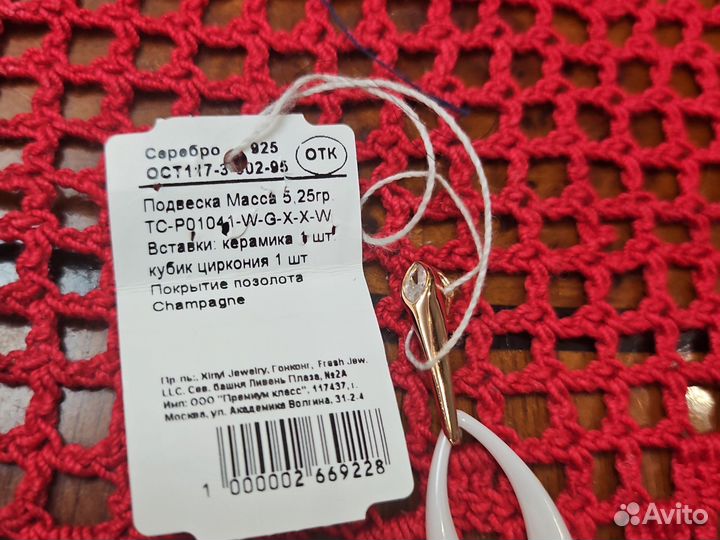 Серебро 925
ОСТ117-3-002-95 ОТК
Подвеска Масса 5,25гр.
TC-P01041-W-G-X-X-W
Вставки: керамика 1 шт.
кубик циркония 1 шт
Покрытие позолота
Champagne
Пр-ль: Xinyi Jewelry, Гонконг, Fresh Jew.
LLC. Сев. башня Ливень Плаза, №2А
Имп: ООО "Премиум класс", 117437, г.
Москва, ул. Академика Волгина, 31-2-4
1 000002 669228
Avito